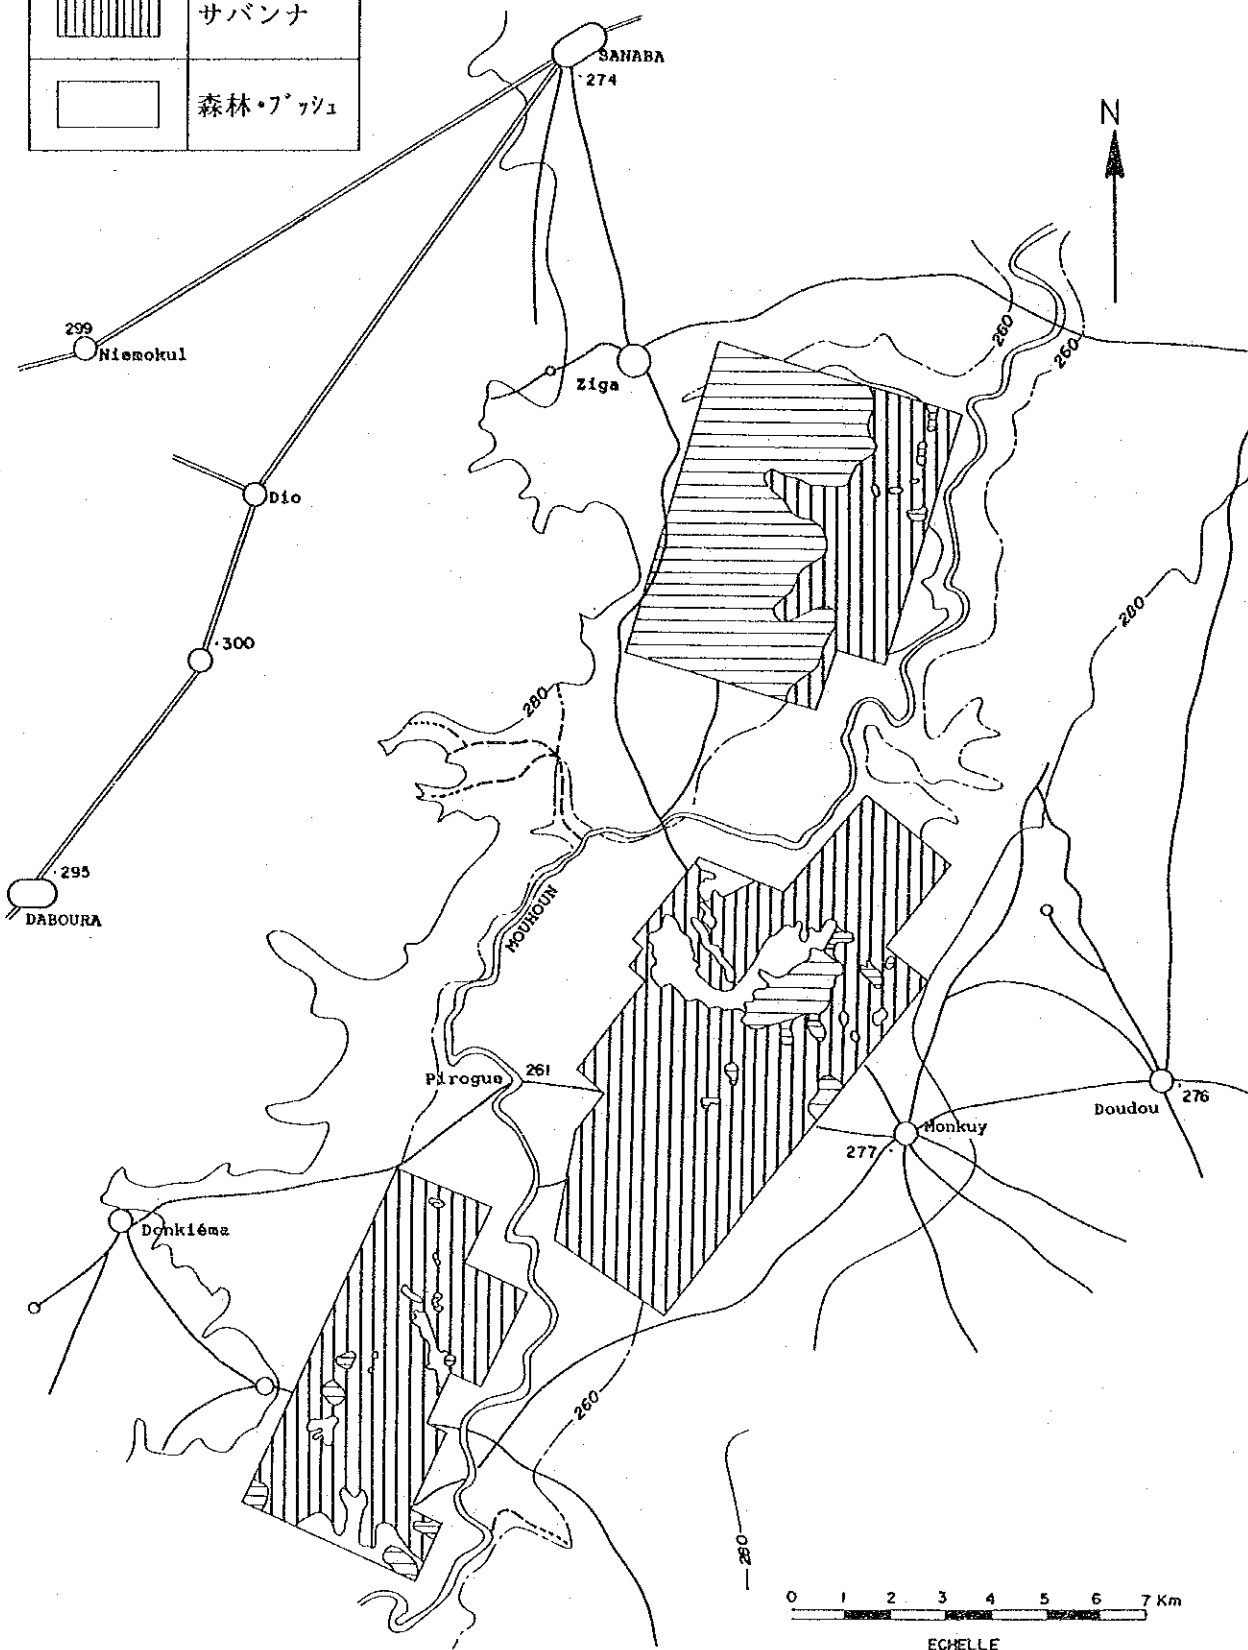 サバンナ
森林・ブッシュ
SANABA
274
N
299
Niemokul
Ziga
260
260
Dio
280
300
280
295
DABOURA
MOUHOUN
Pirogue
261
276
Doudou
Monkuy
277
Donkiéma
260
280
0 1 2 3 4 5 6 7 Km
ECHELLE